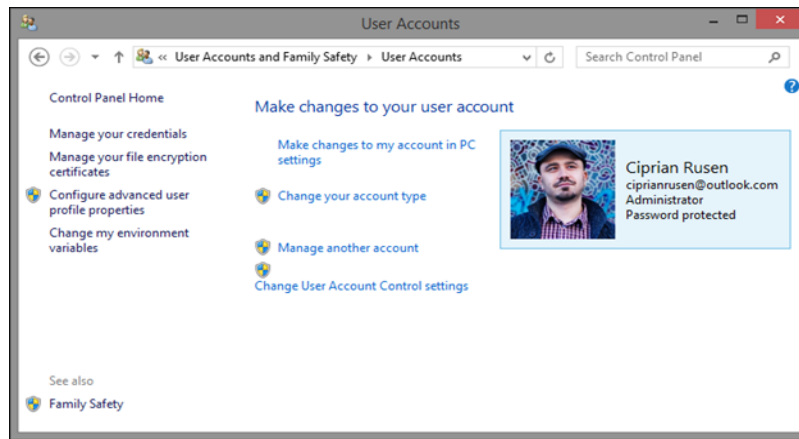 User Accounts
« User Accounts and Family Safety ▸ User Accounts
Search Control Panel
Control Panel Home
Manage your credentials
Manage your file encryption
certificates
Configure advanced user
profile properties
Change my environment
variables
See also
Family Safety
Make changes to your user account
Make changes to my account in PC
settings
Change your account type
Manage another account
Change User Account Control settings
Ciprian Rusen
ciprianrusen@outlook.com
Administrator
Password protected